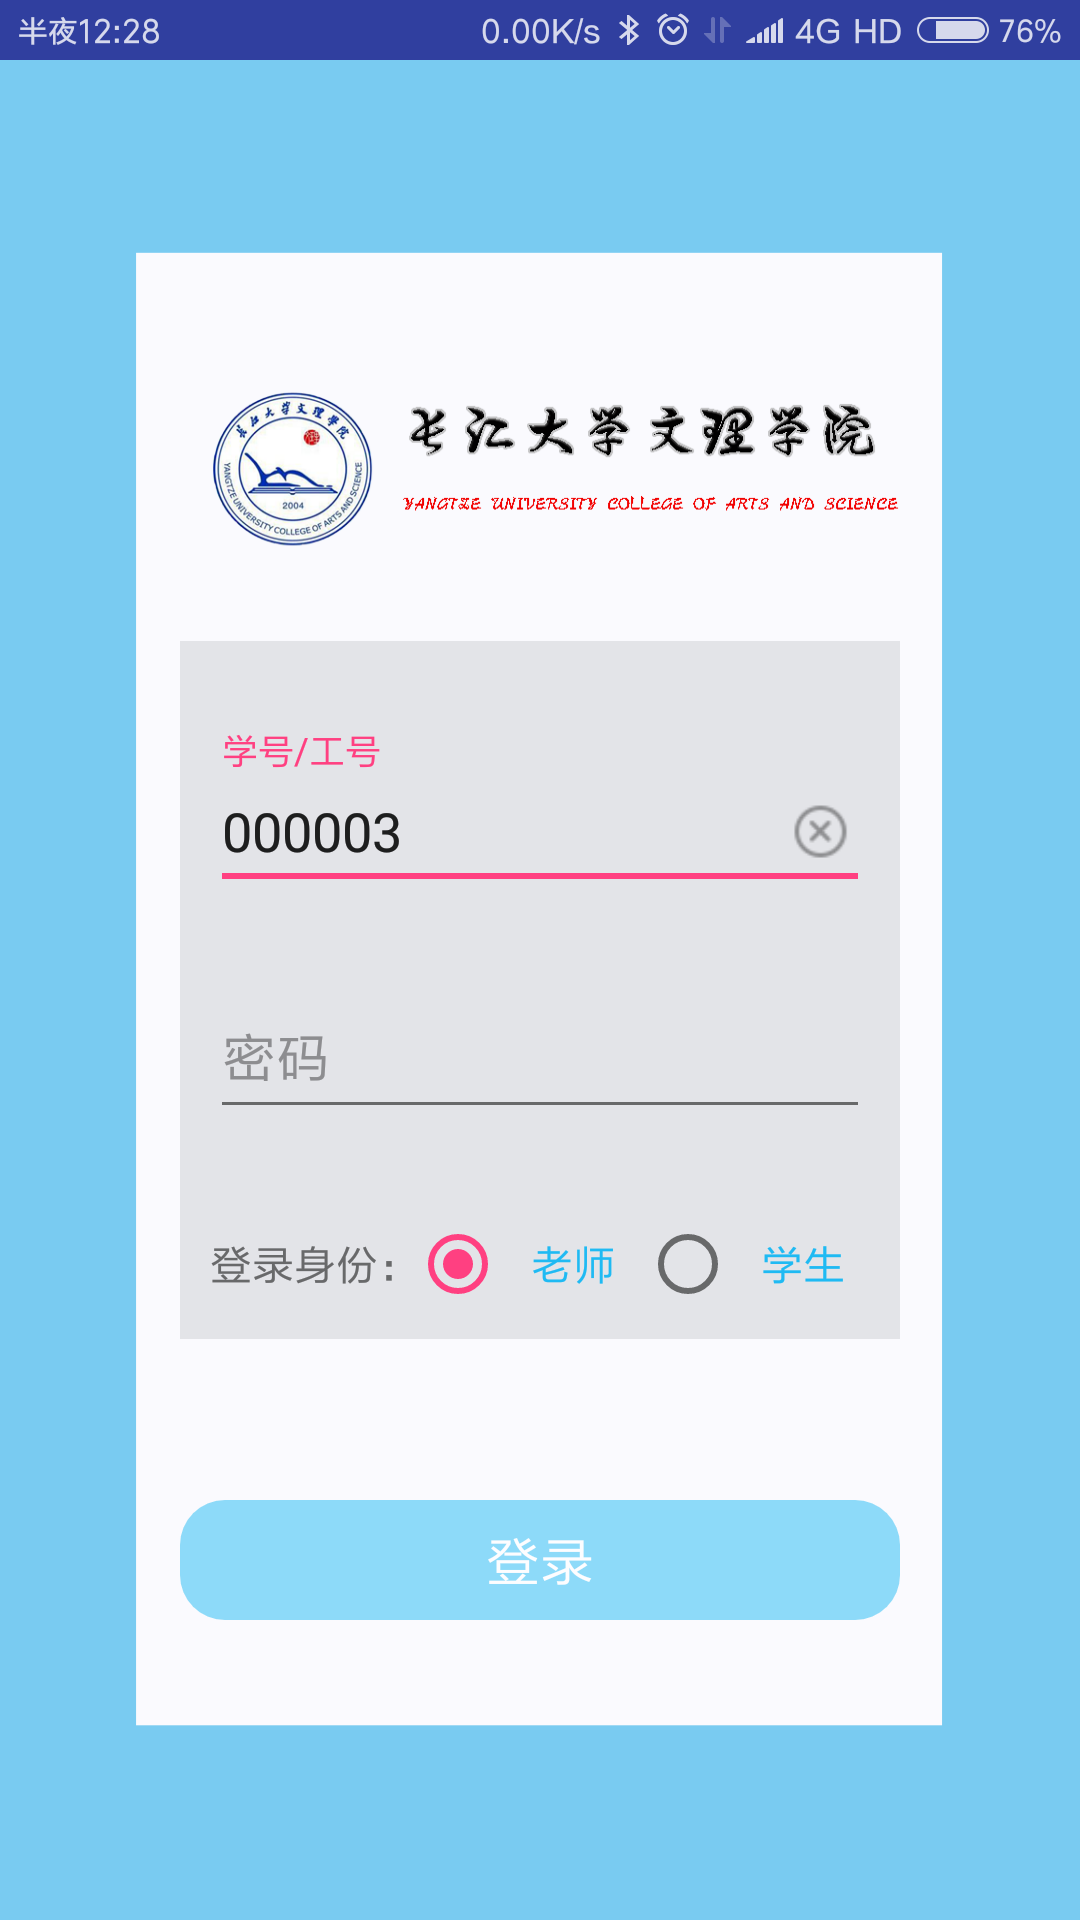 半夜12:28 0.00K/s 4G HD 76%
长江大学文理学院
YANGTZE UNIVERSITY COLLEGE OF ARTS AND SCIENCE
长江大学文理学院
2004
YANGTZE UNIVERSITY COLLEGE OF ARTS AND SCIENCE
学号/工号
000003
密码
登录身份: 老师 学生
登录